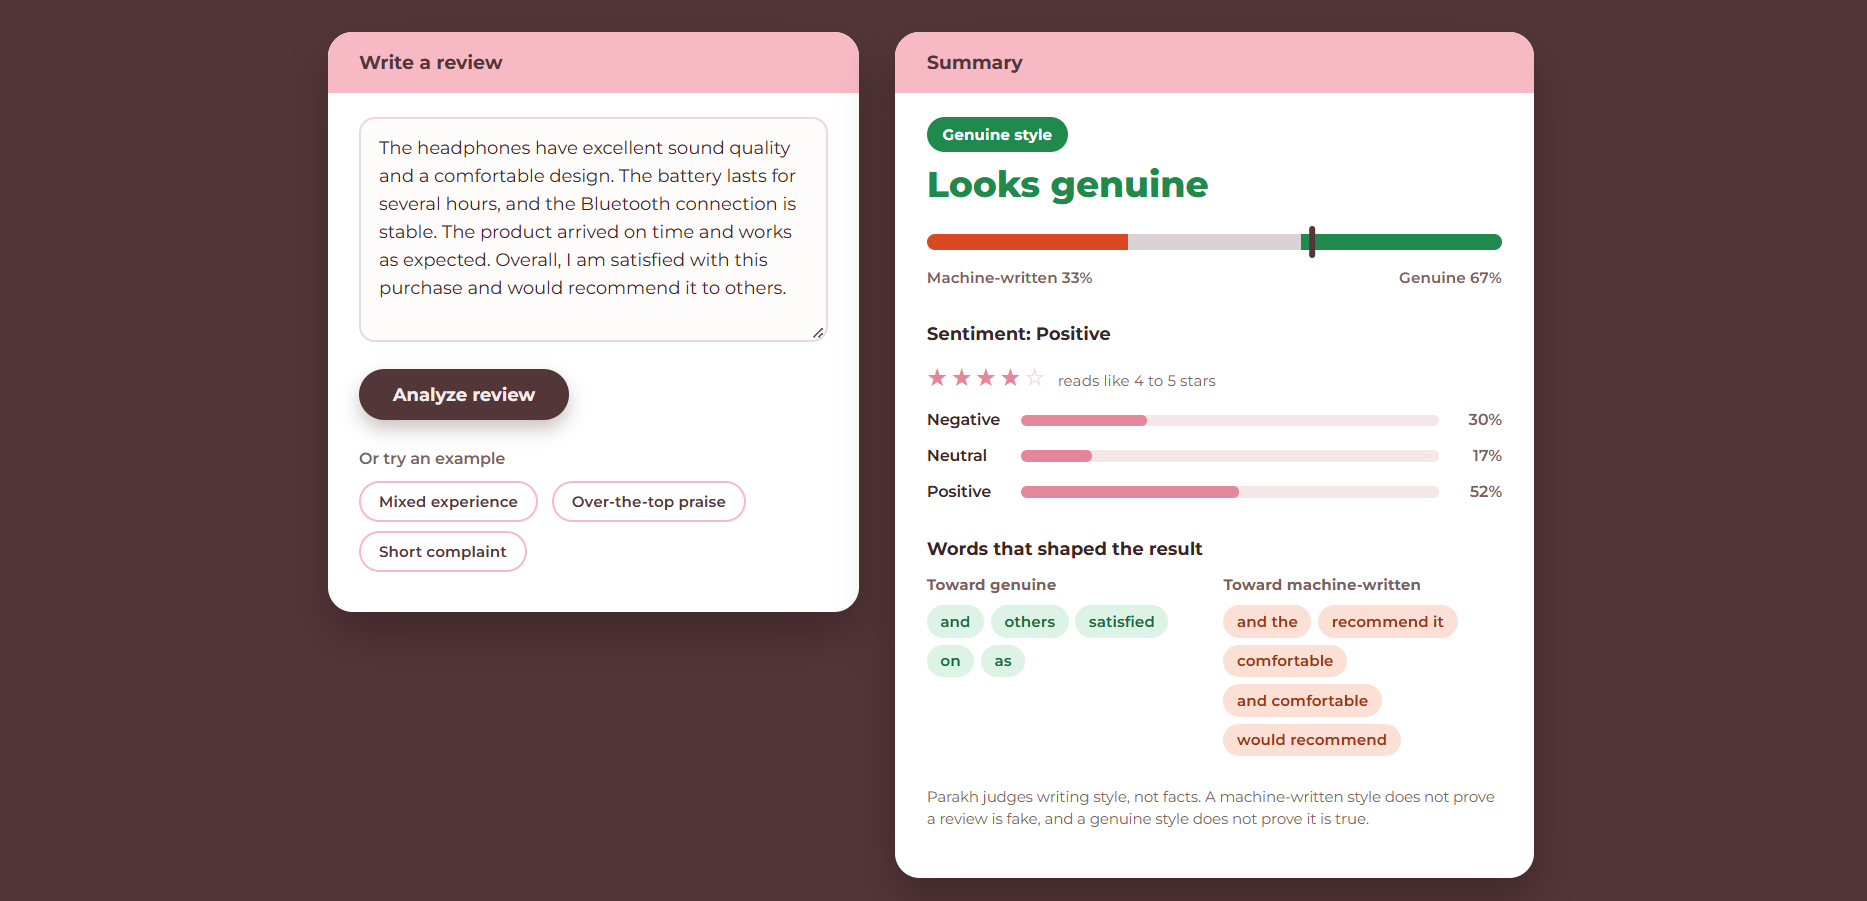 Write a review
The headphones have excellent sound quality
and a comfortable design. The battery lasts for
several hours, and the Bluetooth connection is
stable. The product arrived on time and works
as expected. Overall, I am satisfied with this
purchase and would recommend it to others.
Analyze review
Or try an example
Mixed experience
Over-the-top praise
Short complaint
Summary
Genuine style
Looks genuine
Machine-written 33%
Genuine 67%
Sentiment: Positive
★★★★☆ reads like 4 to 5 stars
Negative 30%
Neutral 17%
Positive 52%
Words that shaped the result
Toward genuine
and others satisfied
on as
Toward machine-written
and the recommend it
comfortable
and comfortable
would recommend
Parakh judges writing style, not facts. A machine-written style does not prove
a review is fake, and a genuine style does not prove it is true.